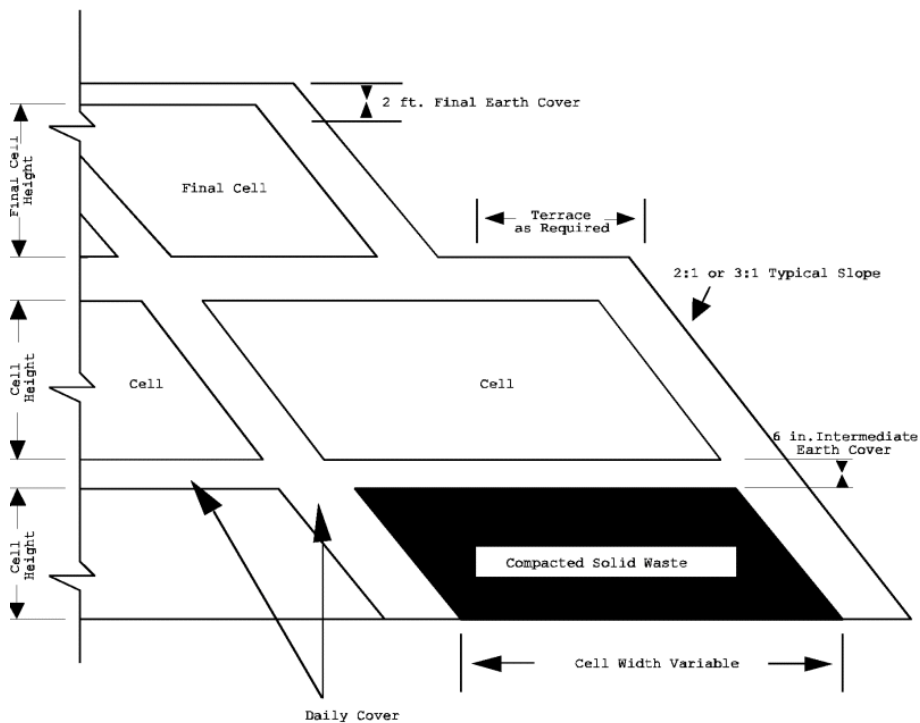 2 ft. Final Earth Cover
Final Cell
Height
Final Cell
Terrace
as Required
2:1 or 3:1 Typical Slope
Cell
Height
Cell
Cell
6 in.Intermediate
Earth Cover
Cell
Height
Compacted Solid Waste
Cell Width Variable
Daily Cover